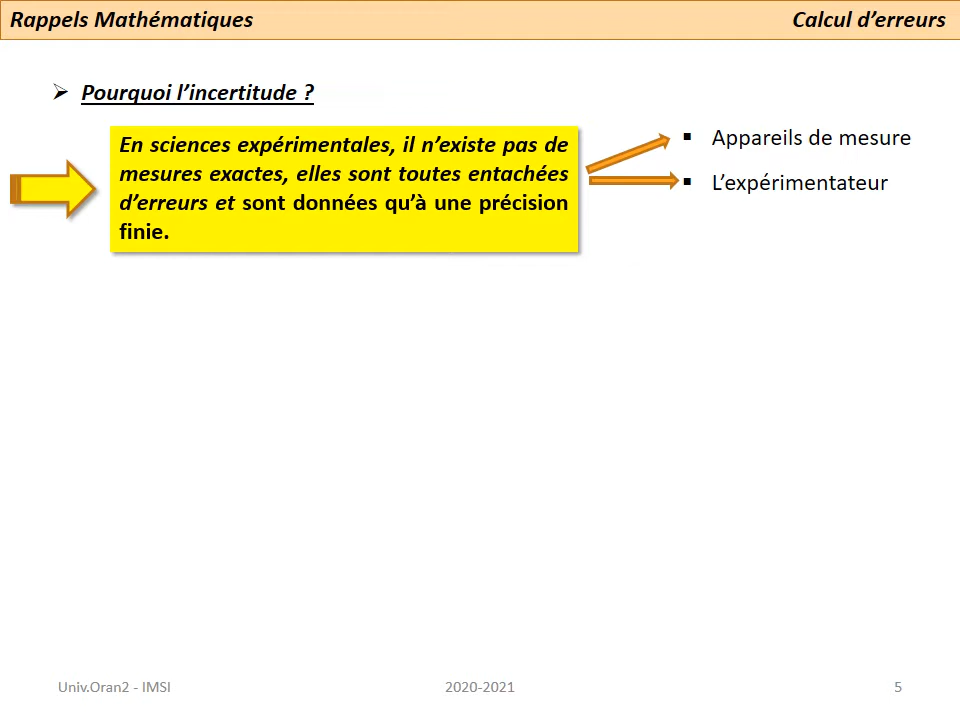 Rappels Mathématiques
Calcul d’erreurs
Pourquoi l’incertitude ?
En sciences expérimentales, il n’existe pas de
mesures exactes, elles sont toutes entachées
d’erreurs et sont données qu’à une précision
finie.
Appareils de mesure
L’expérimentateur
Univ.Oran2 - IMSI
2020-2021
5